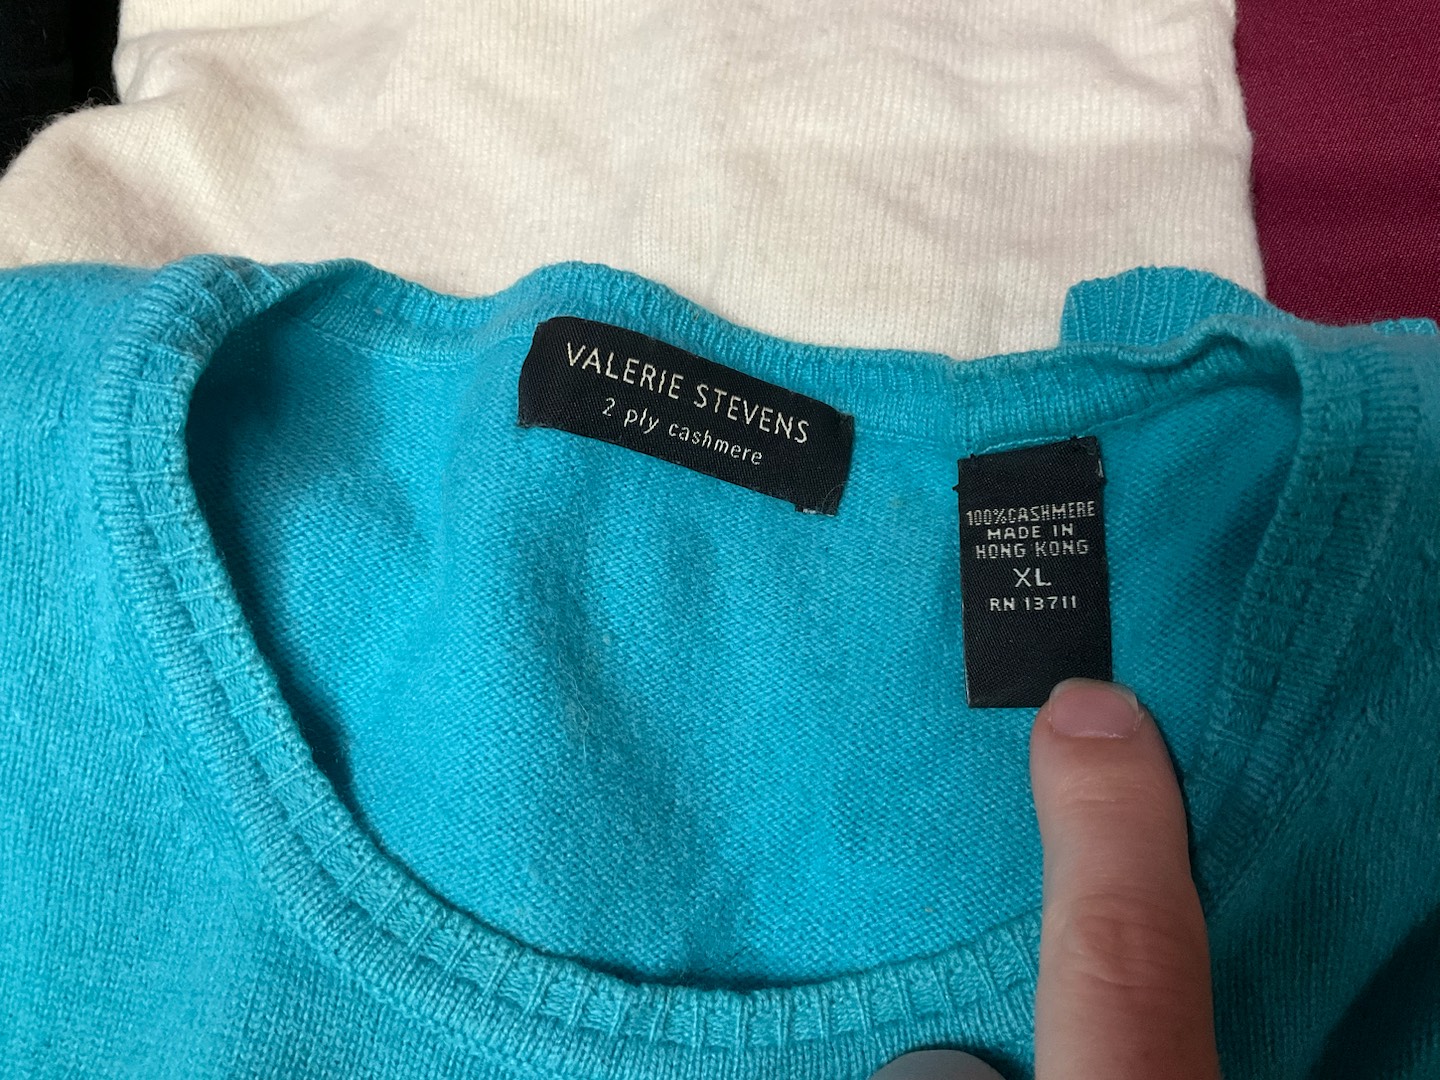 VALERIE STEVENS
2 ply cashmere
100%CASHMERE
MADE IN
HONG KONG
XL
RN 13711